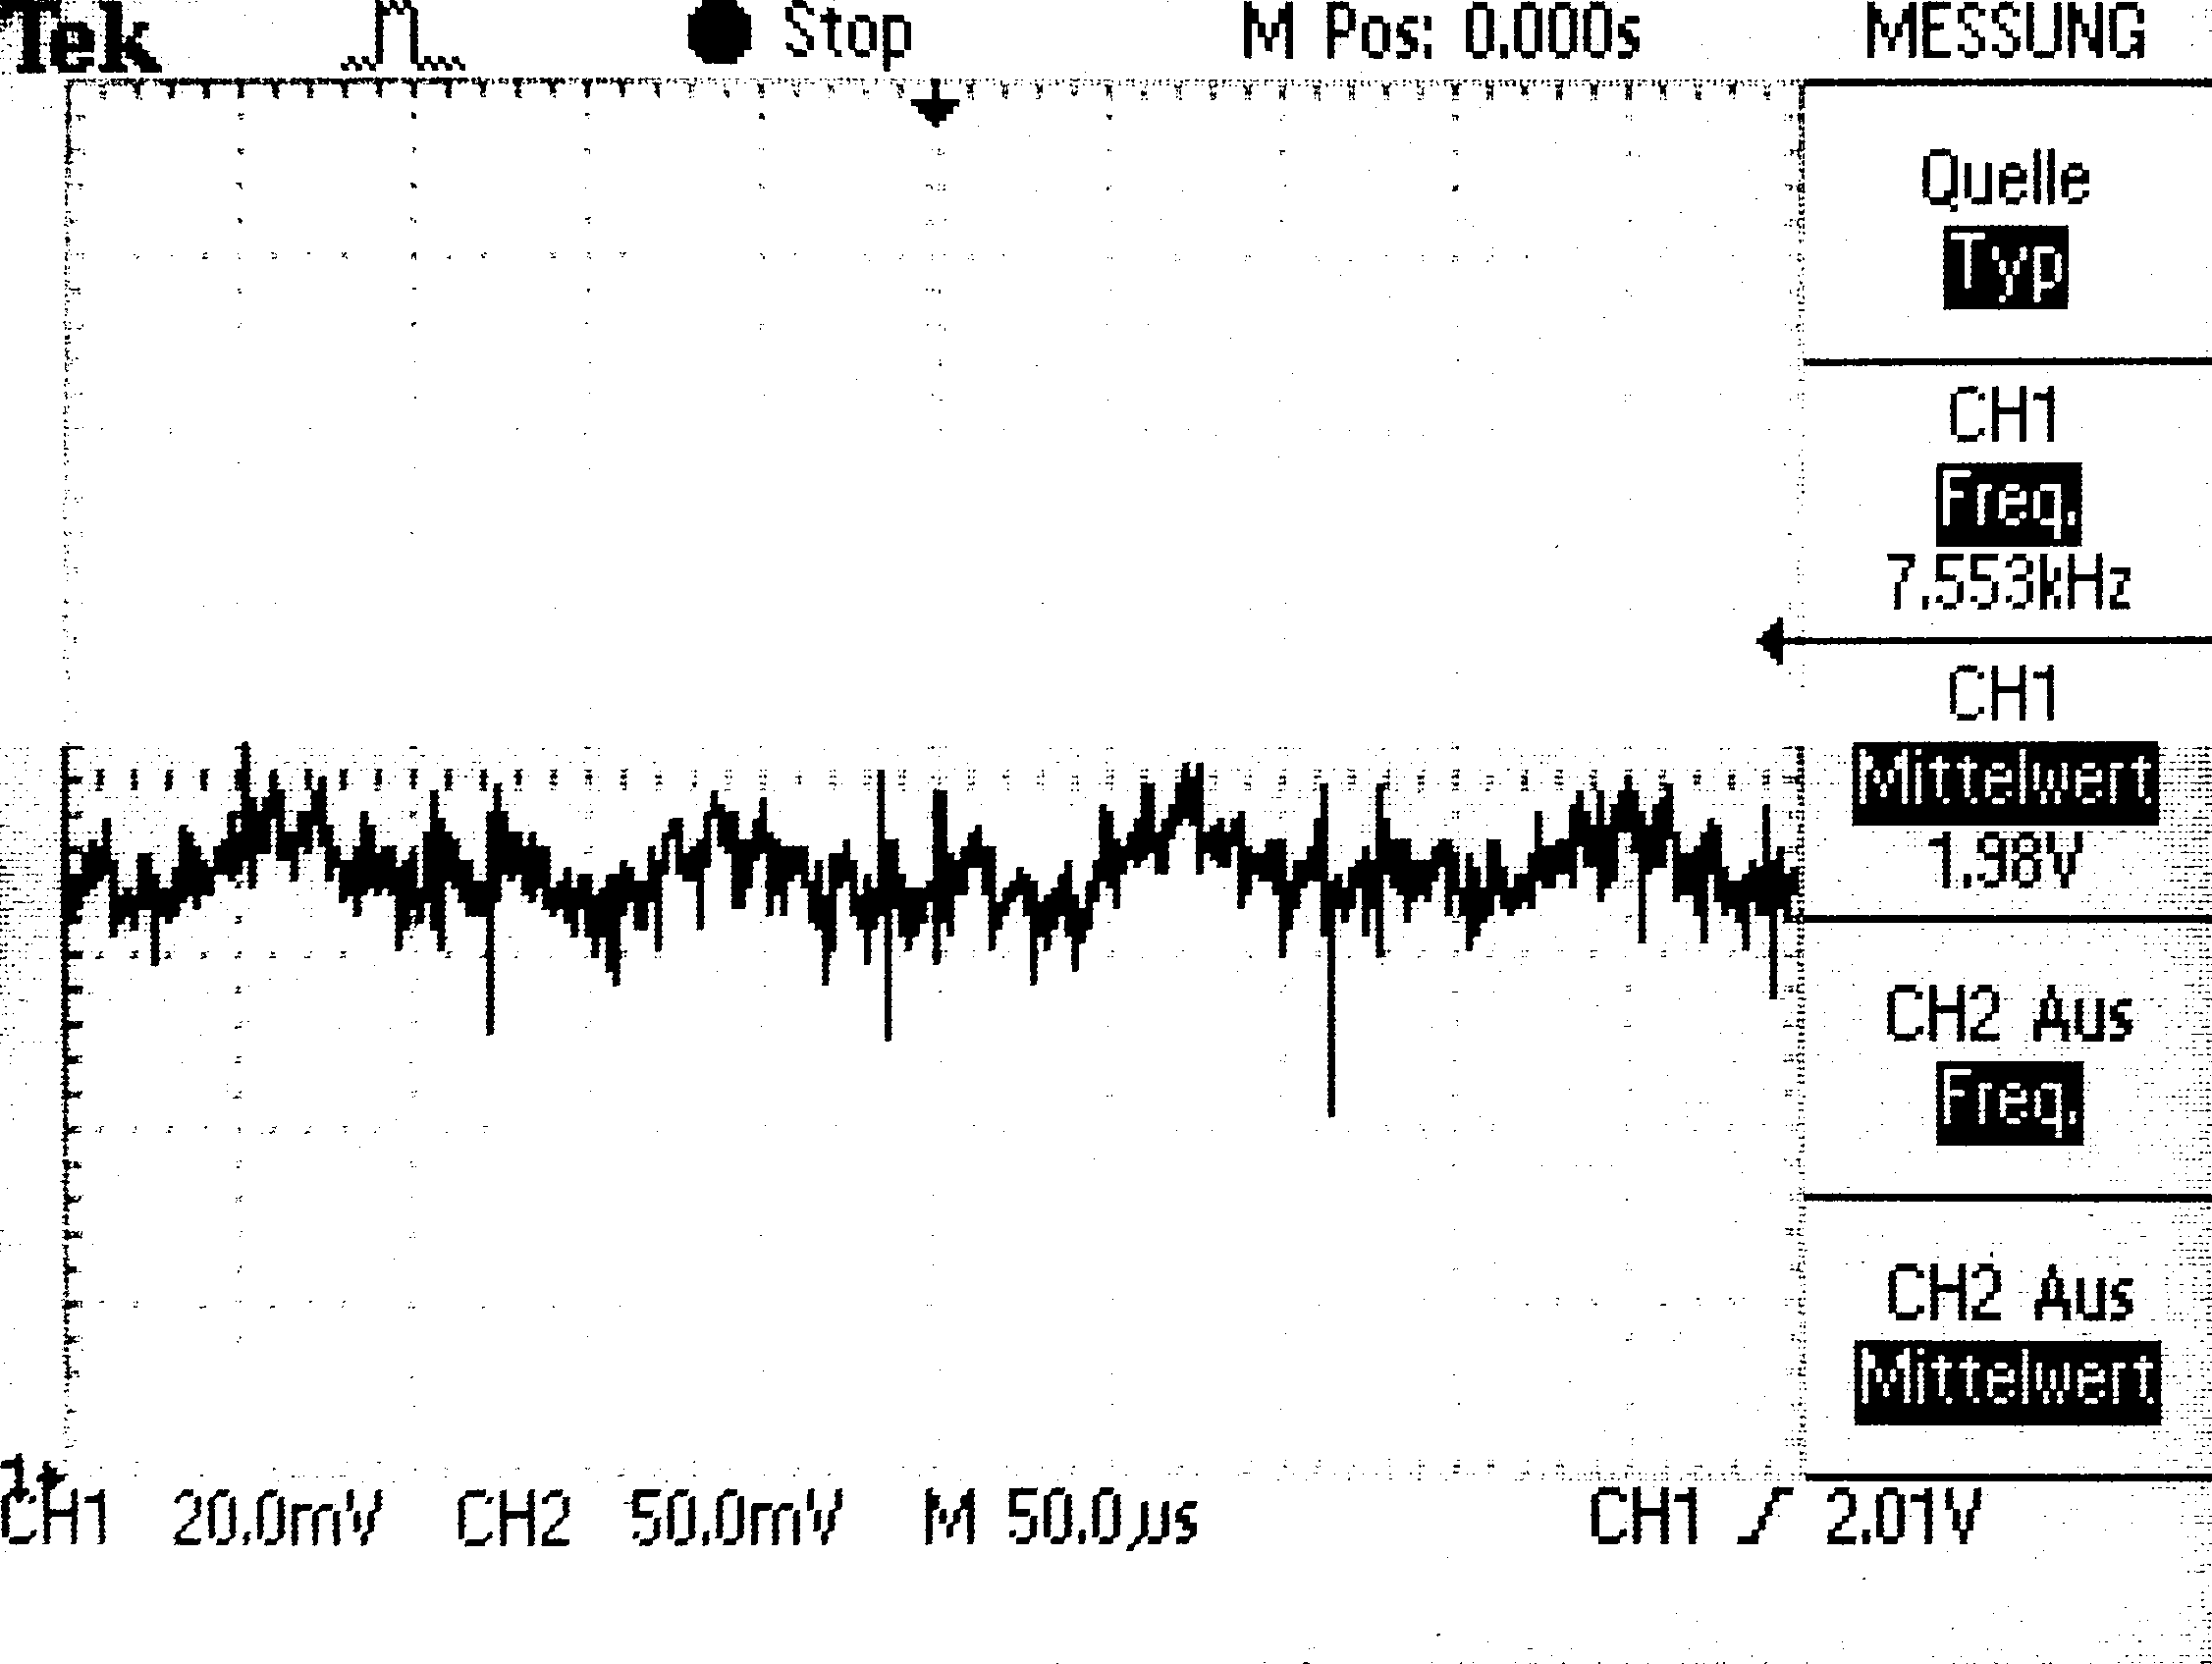 Tek Stop M Pos: 0.000s MESSUNG
Quelle
Typ
CH1
Freq.
7.553kHz
CH1
Mittelwert
1.98V
CH2 Aus
Freq.
CH2 Aus
Mittelwert
1
CH1 20.0mV CH2 50.0mV M 50.0µs CH1 2.01V